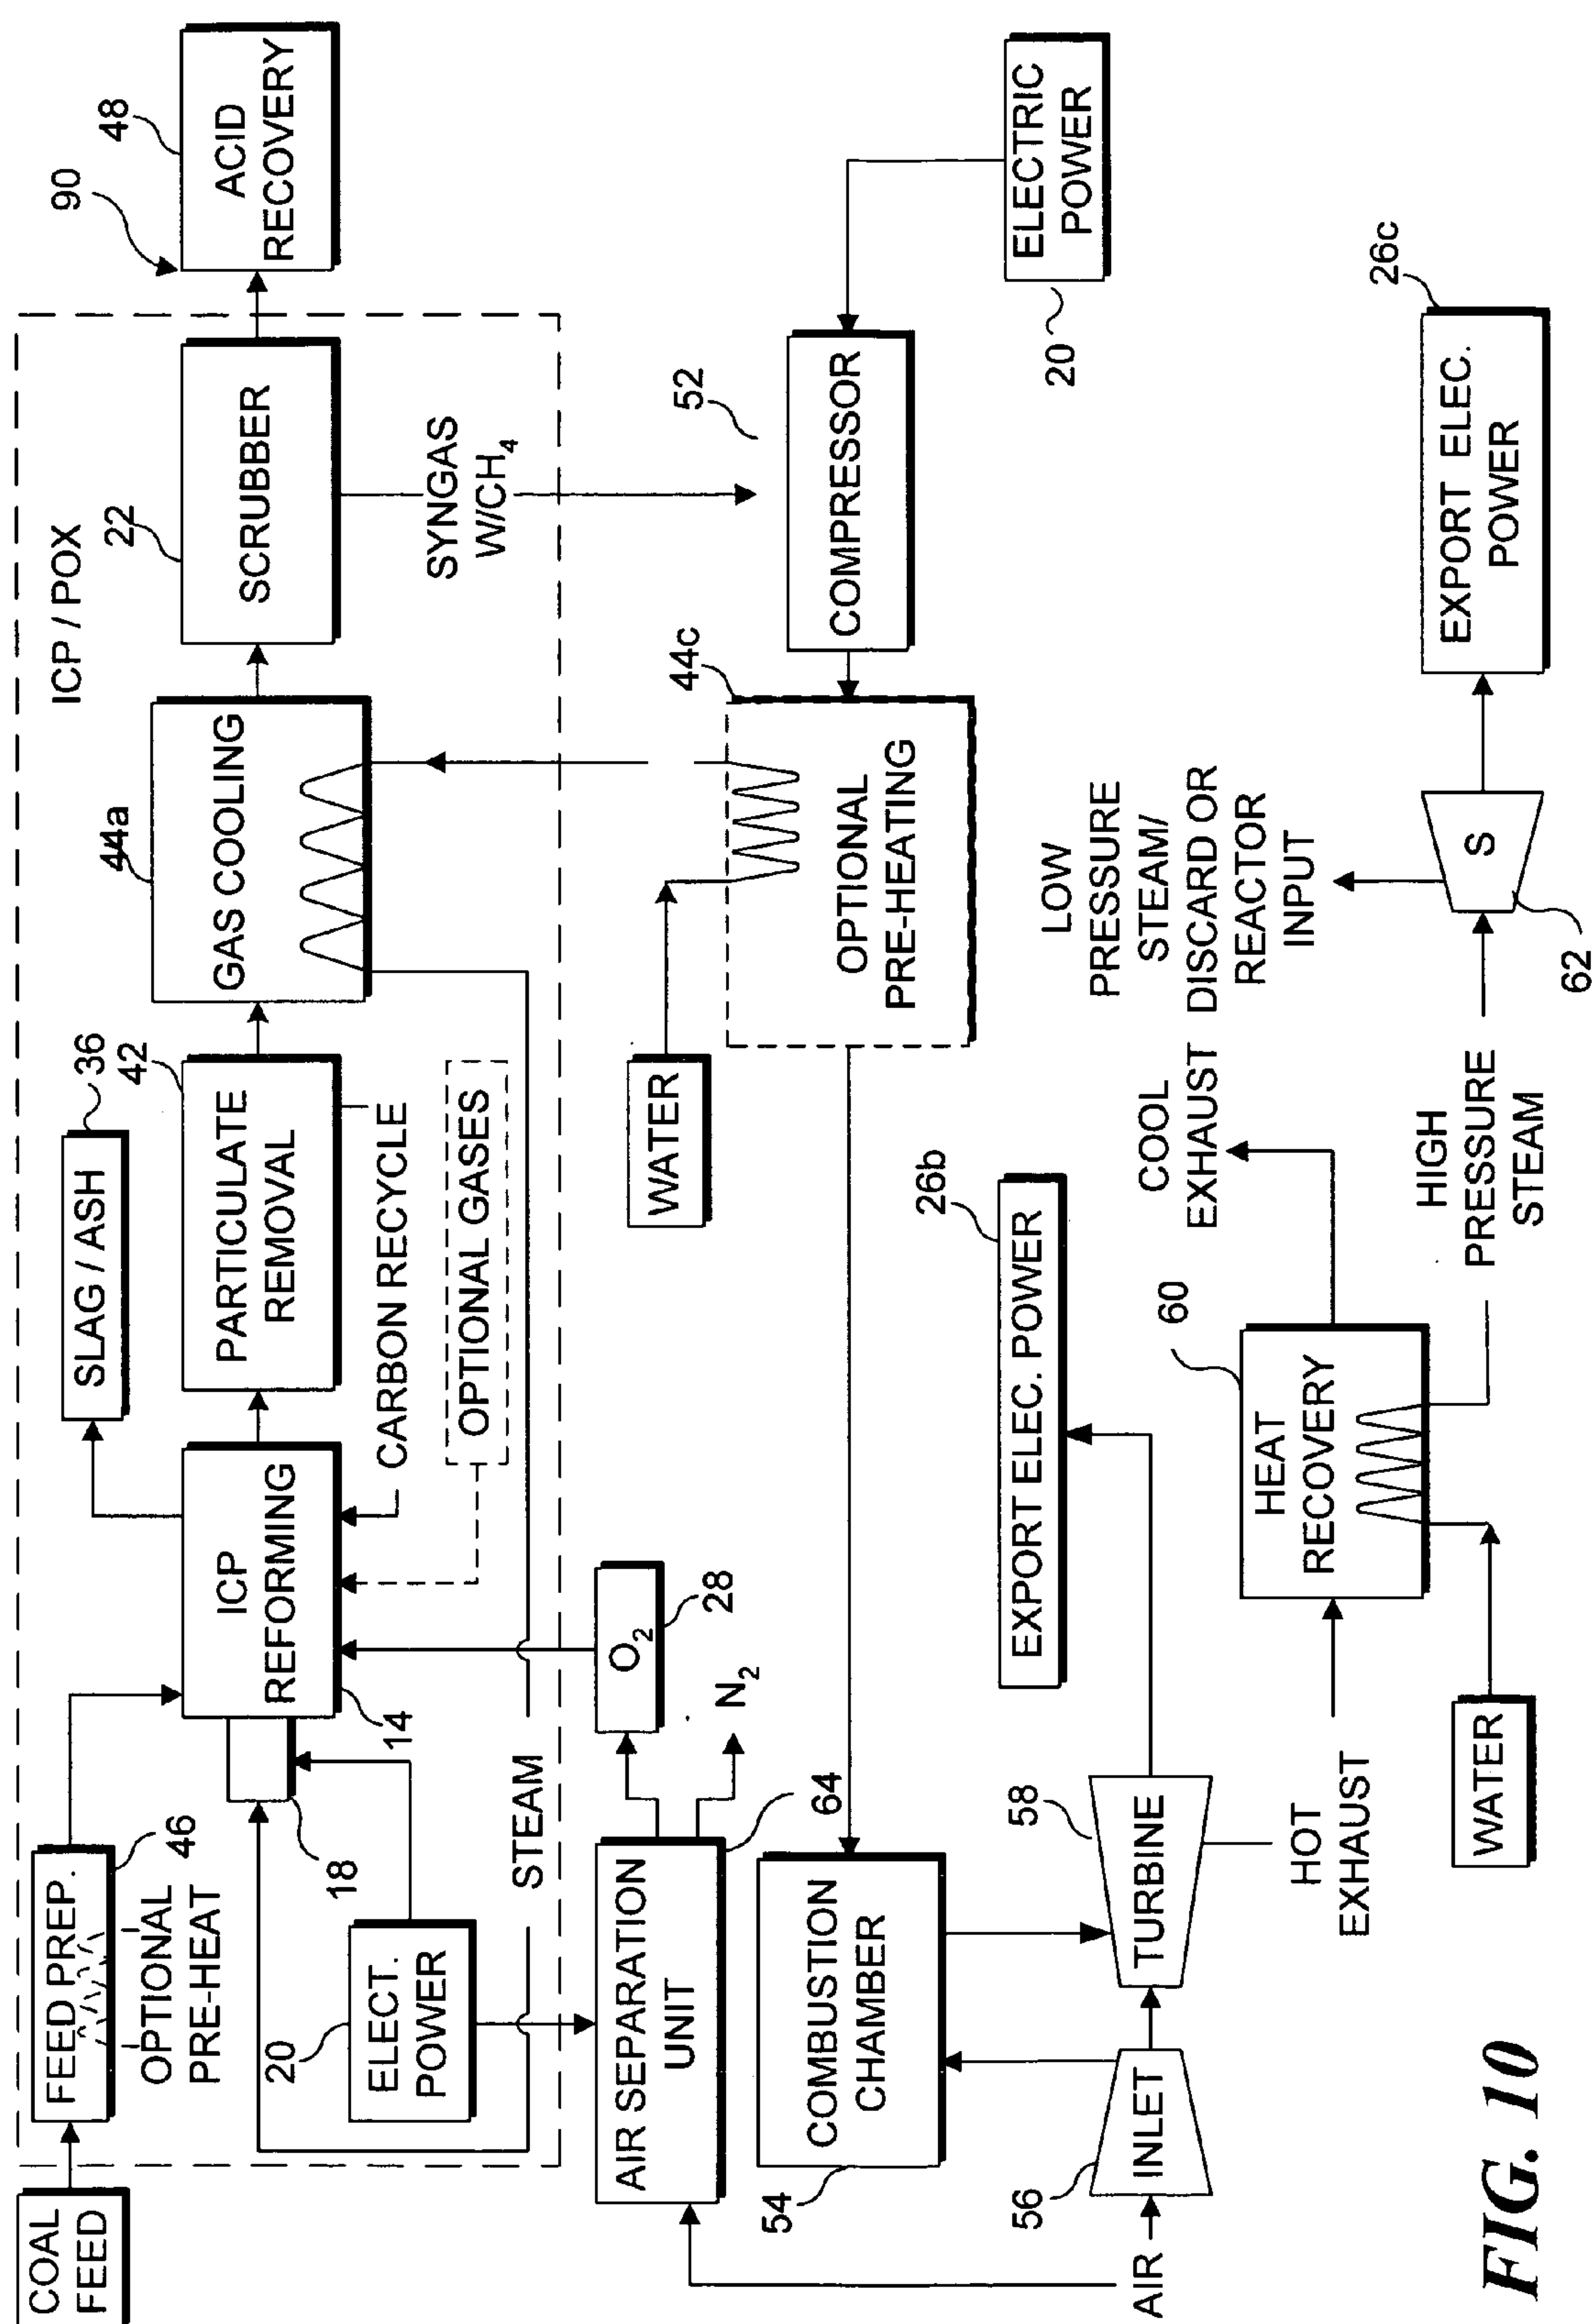 COAL
FEED
FEED PREP.
46
OPTIONAL
PRE-HEAT
18
20
ELECT.
POWER
STEAM
ICP
REFORMING
14
SLAG / ASH
36
PARTICULATE
REMOVAL
42
CARBON RECYCLE
OPTIONAL GASES
GAS COOLING
44a
ICP / POX
SCRUBBER
22
SYNGAS
W/CH₄
90
ACID
RECOVERY
48
AIR SEPARATION
UNIT
64
O₂
28
N₂
WATER
OPTIONAL
PRE-HEATING
44c
COMPRESSOR
52
ELECTRIC
POWER
20
COMBUSTION
CHAMBER
54
AIR
INLET
56
TURBINE
58
EXPORT ELEC. POWER
26b
HOT
EXHAUST
HEAT
RECOVERY
60
WATER
COOL
EXHAUST
HIGH
PRESSURE
STEAM
LOW
PRESSURE
STEAM/
DISCARD OR
REACTOR
INPUT
S
62
EXPORT ELEC.
POWER
26c
FIG. 10